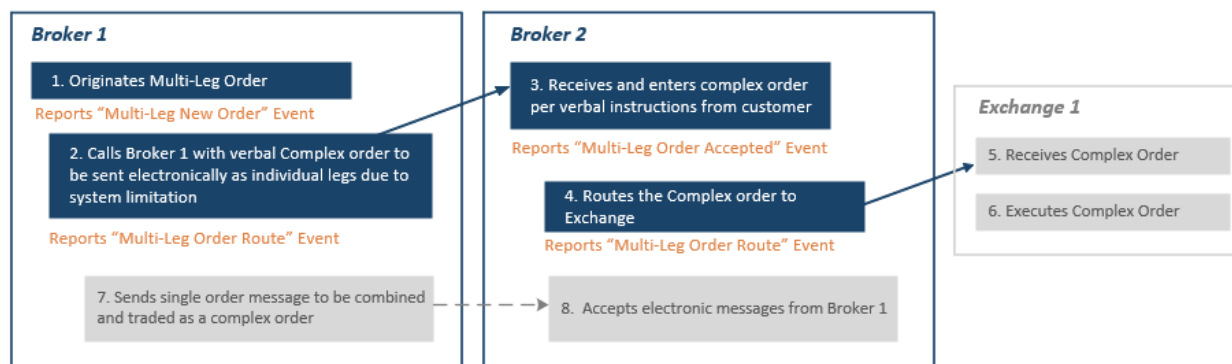 Broker 1
1. Originates Multi-Leg Order
Reports “Multi-Leg New Order” Event
2. Calls Broker 1 with verbal Complex order to
be sent electronically as individual legs due to
system limitation
Reports “Multi-Leg Order Route” Event
7. Sends single order message to be combined
and traded as a complex order
Broker 2
3. Receives and enters complex order
per verbal instructions from customer
Reports “Multi-Leg Order Accepted” Event
4. Routes the Complex order to
Exchange
Reports “Multi-Leg Order Route” Event
8. Accepts electronic messages from Broker 1
Exchange 1
5. Receives Complex Order
6. Executes Complex Order